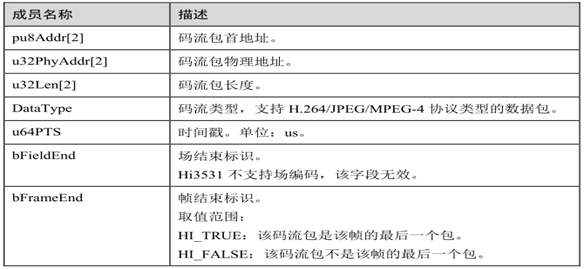 成员名称 描述
pu8Addr[2] 码流包首地址。
u32PhyAddr[2] 码流包物理地址。
u32Len[2] 码流包长度。
DataType 码流类型，支持 H.264/JPEG/MPEG-4 协议类型的数据包。
u64PTS 时间戳。单位：us。
bFieldEnd 场结束标识。
Hi3531 不支持场编码，该字段无效。
bFrameEnd 帧结束标识。
取值范围：
HI_TRUE：该码流包是该帧的最后一个包。
HI_FALSE：该码流包不是该帧的最后一个包。